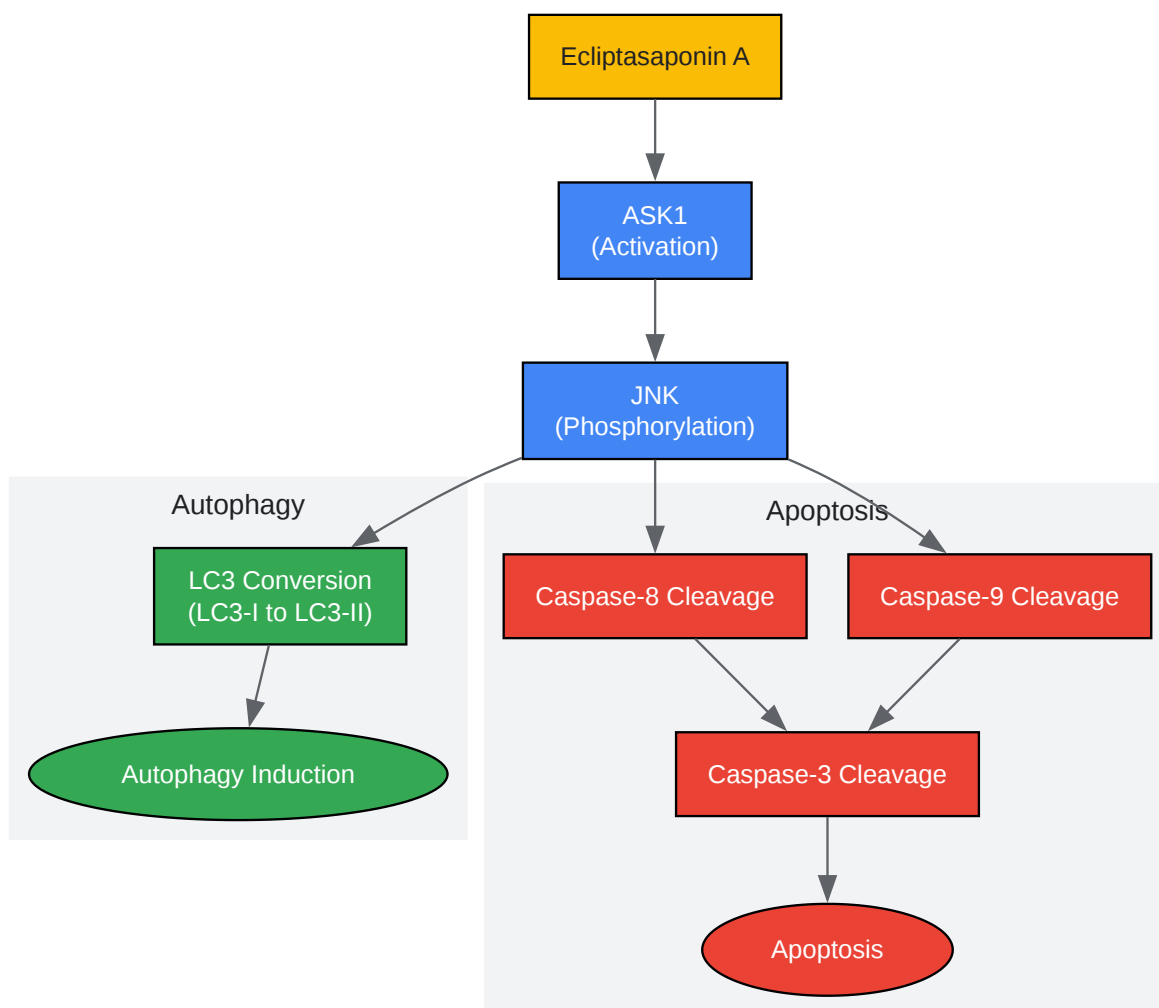 Ecliptasaponin A
ASK1
(Activation)
JNK
(Phosphorylation)
Autophagy
Apoptosis
LC3 Conversion
(LC3-I to LC3-II)
Caspase-8 Cleavage
Caspase-9 Cleavage
Autophagy Induction
Caspase-3 Cleavage
Apoptosis